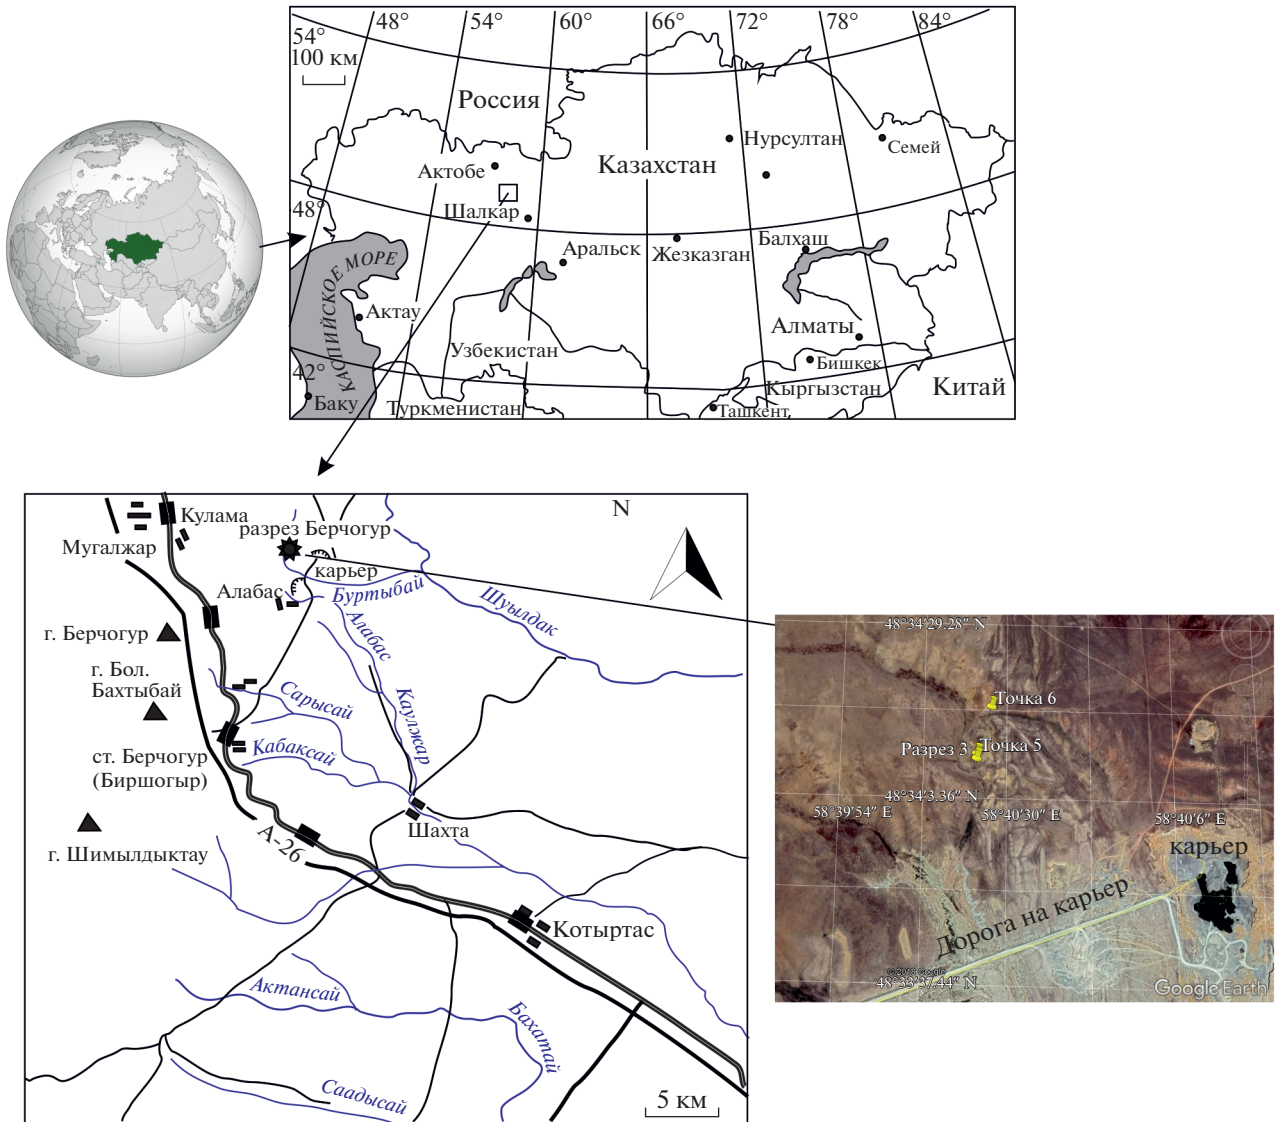 48°
54°
60°
66°
72°
78°
84°
54°
100 км
Россия
Нурсултан
Семей
Казахстан
Актобе
48°
Шалкар
Аральск
Жезказган
Балхаш
КАСПИЙСКОЕ МОРЕ
Актау
Алматы
Узбекистан
Бишкек
42°
Кыргызстан
Китай
Баку
Туркменистан
Ташкент
N
Кулама
разрез Берчогур
Мугалжар
карьер
Алабас
Буртыбай
Шуылдак
Алабас
г. Берчогур
г. Бол.
Бахтыбай
Сарысай
Каулжар
ст. Берчогур
(Биршогыр)
Кабаксай
Шахта
А-26
г. Шимылдыктау
Котыртас
Актансай
Бахатай
Саадысай
5 км
48°34′29.28″ N
Точка 6
Разрез 3
Точка 5
48°34′3.36″ N
58°39′54″ E
58°40′30″ E
58°40′6″ E
карьер
Дорога на карьер
© 2018 Google
48°33′37.44″ N
Google Earth